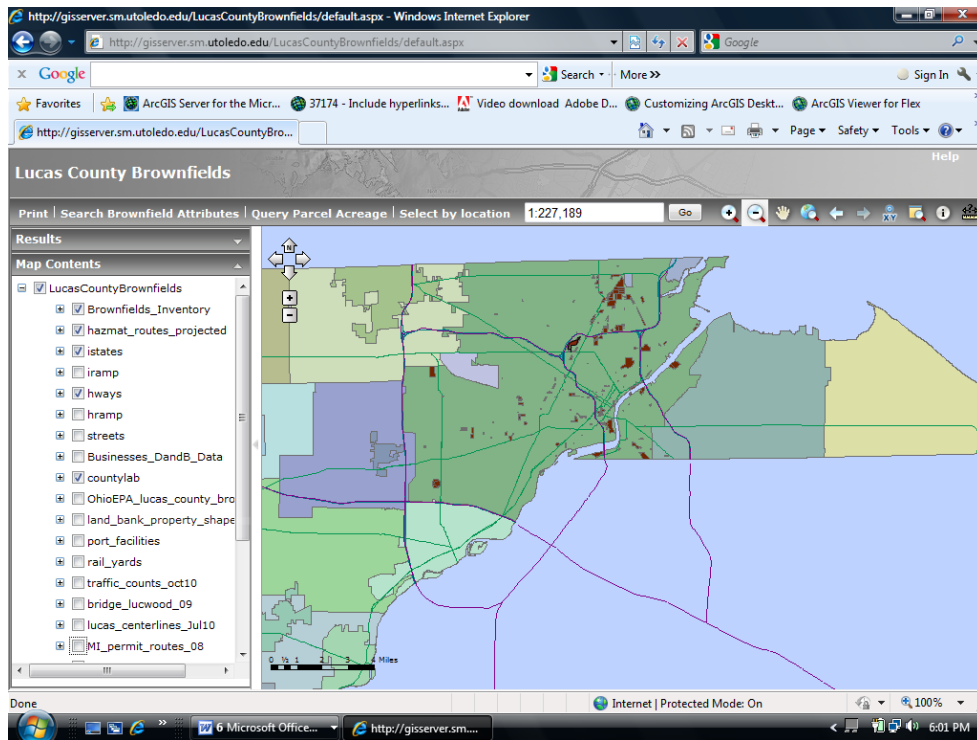 http://gisserver.sm.utoledo.edu/LucasCountyBrownfields/default.aspx - Windows Internet Explorer
http://gisserver.sm.utoledo.edu/LucasCountyBrownfields/default.aspx
Google
x Google Search More >> Sign In
Favorites ArcGIS Server for the Micr... 37174 - Include hyperlinks... Video download Adobe D... Customizing ArcGIS Deskt... ArcGIS Viewer for Flex
http://gisserver.sm.utoledo.edu/LucasCountyBro... Page Safety Tools
Help
Lucas County Brownfields
Print | Search Brownfield Attributes | Query Parcel Acreage | Select by location 1:227,189 Go XY
Results
Map Contents
N
LucasCountyBrownfields
Brownfields_Inventory
hazmat_routes_projected
istates
iramp
hways
hramp
streets
Businesses_DandB_Data
countylab
OhioEPA_lucas_county_bro
land_bank_property_shape
port_facilities
rail_yards
traffic_counts_oct10
bridge_lucwood_09
lucas_centerlines_Jul10
MI_permit_routes_08
0 ½ 1 2 3 4 Miles
Done Internet | Protected Mode: On 100%
6 Microsoft Office... http://gisserver.sm.... 6:01 PM